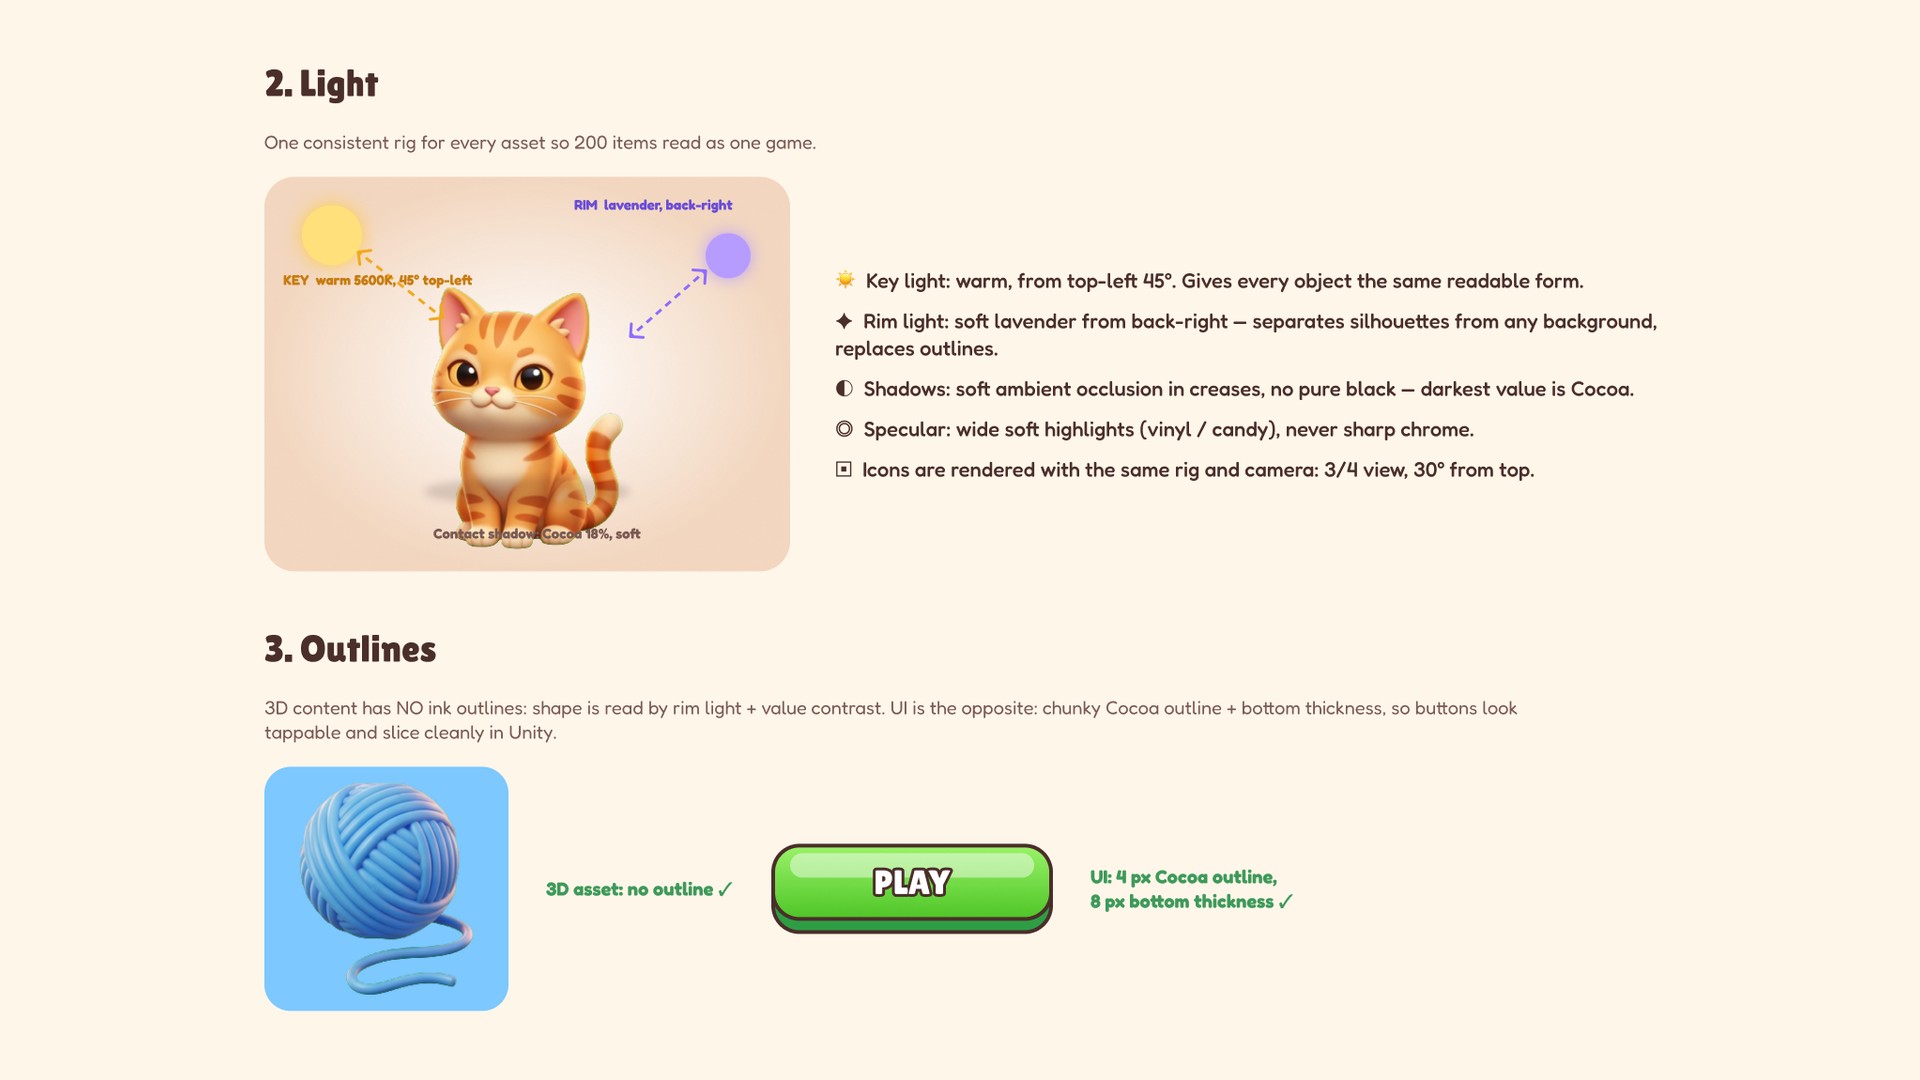 2. Light
One consistent rig for every asset so 200 items read as one game.
RIM lavender, back-right
KEY warm 5600K, 45° top-left
Contact shadow: Cocoa 18%, soft
Key light: warm, from top-left 45°. Gives every object the same readable form.
Rim light: soft lavender from back-right — separates silhouettes from any background,
replaces outlines.
Shadows: soft ambient occlusion in creases, no pure black — darkest value is Cocoa.
Specular: wide soft highlights (vinyl / candy), never sharp chrome.
Icons are rendered with the same rig and camera: 3/4 view, 30° from top.
3. Outlines
3D content has NO ink outlines: shape is read by rim light + value contrast. UI is the opposite: chunky Cocoa outline + bottom thickness, so buttons look
tappable and slice cleanly in Unity.
3D asset: no outline ✓
PLAY
UI: 4 px Cocoa outline,
8 px bottom thickness ✓